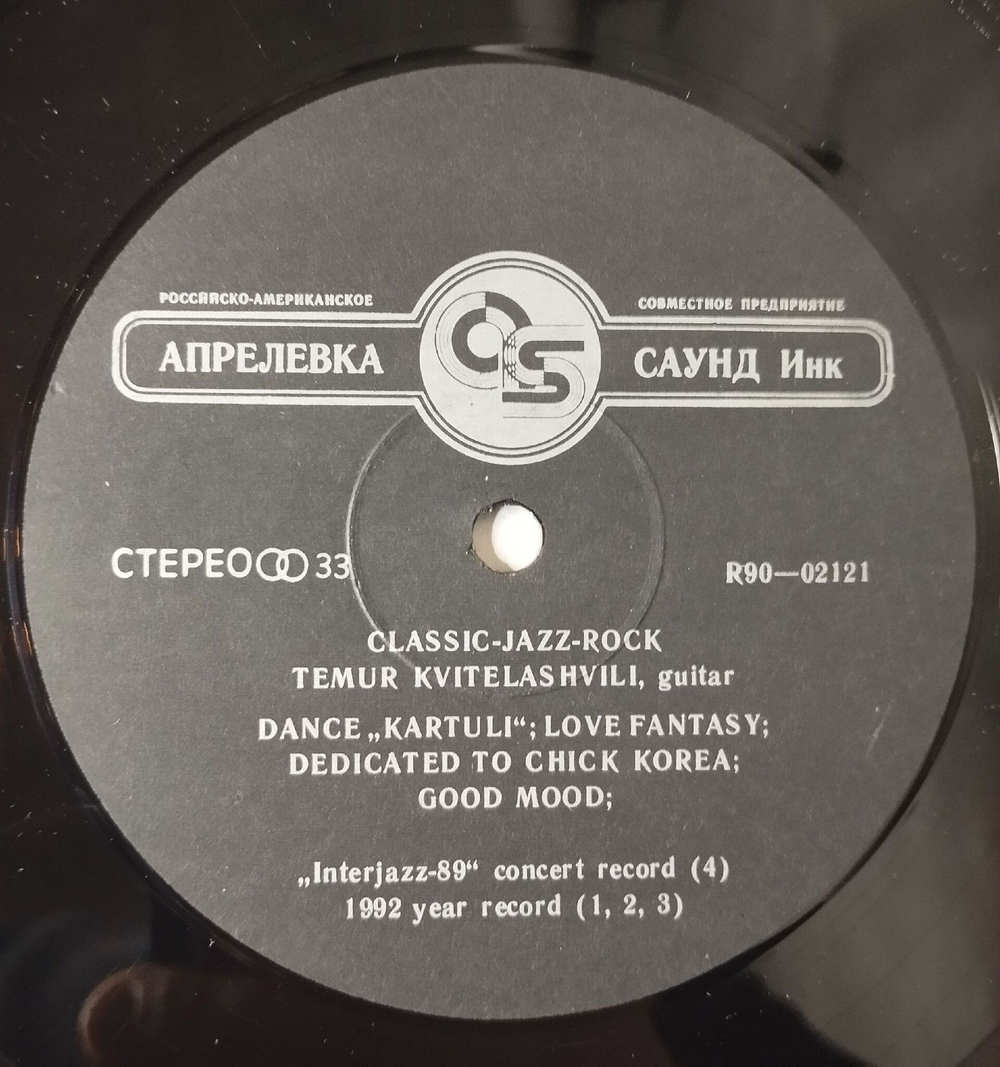 РОССИЙСКО-АМЕРИКАНСКОЕ СОВМЕСТНОЕ ПРЕДПРИЯТИЕ
АПРЕЛЕВКА САУНД Инк
СТЕРЕО 33 R90—02121
CLASSIC-JAZZ-ROCK
TEMUR KVITELASHVILI, guitar
DANCE „KARTULI“; LOVE FANTASY;
DEDICATED TO CHICK KOREA;
GOOD MOOD;
„Interjazz-89“ concert record (4)
1992 year record (1, 2, 3)